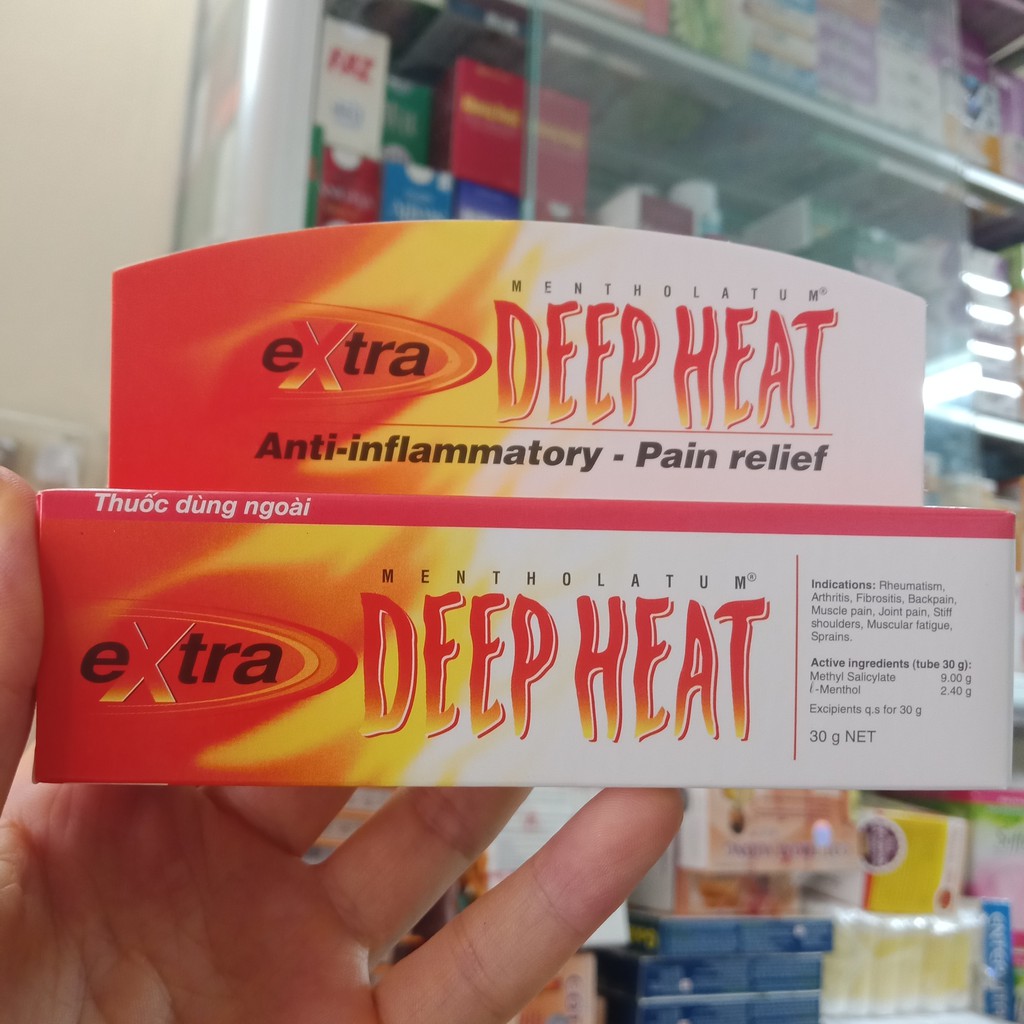 MENTHOLATUM®
eXtra DEEP HEAT
Anti-inflammatory - Pain relief
Thuốc dùng ngoài
MENTHOLATUM®
eXtra DEEP HEAT
Indications: Rheumatism,
Arthritis, Fibrositis, Backpain,
Muscle pain, Joint pain, Stiff
shoulders, Muscular fatigue,
Sprains.
Active ingredients (tube 30 g):
Methyl Salicylate 9.00 g
ℓ-Menthol 2.40 g
Excipients q.s for 30 g
30 g NET